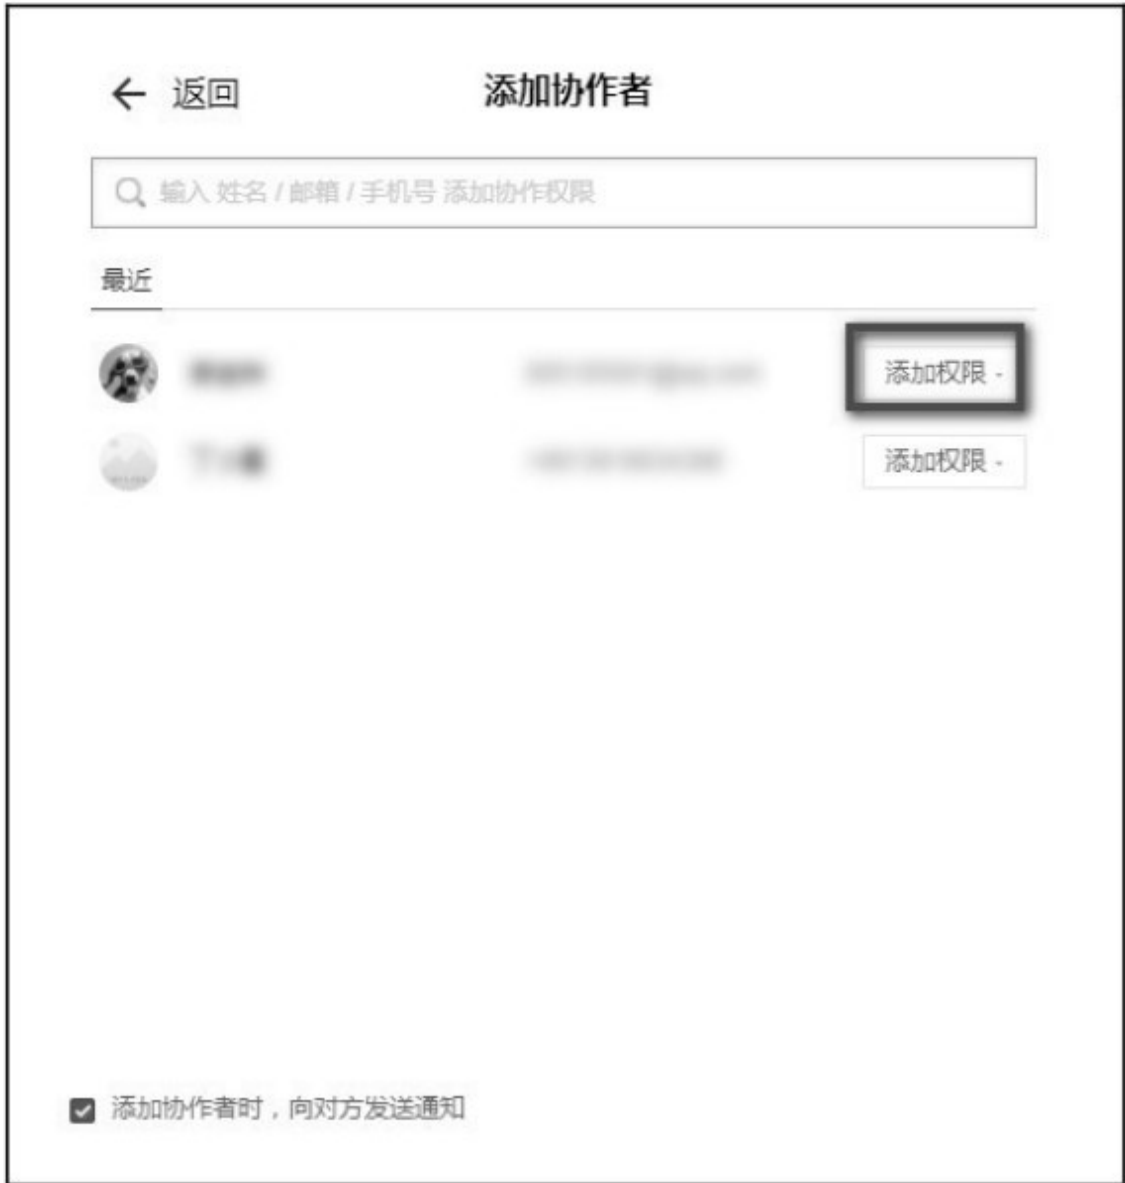 返回
添加协作者
输入 姓名 / 邮箱 / 手机号 添加协作权限
最近
添加权限
添加权限
添加协作者时，向对方发送通知